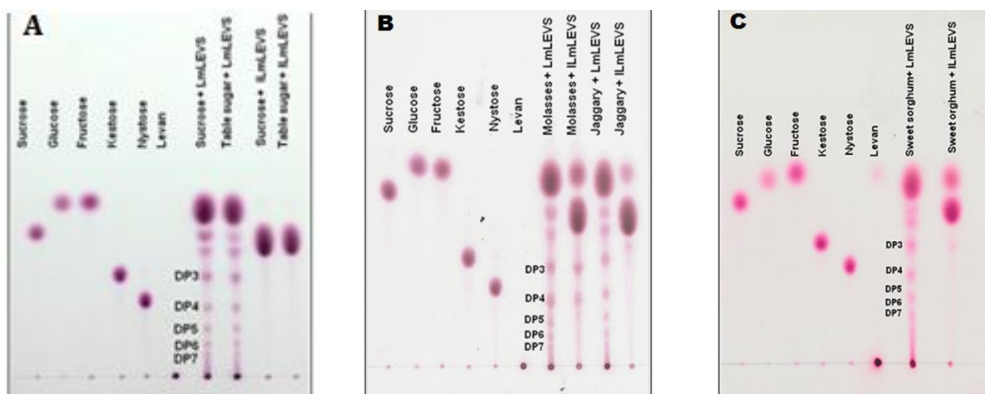 A
Sucrose
Glucose
Fructose
Kestose
Nystose
Levan
Sucrose+ LmLEVS
Table sugar+ LmLEVS
Sucrose+ ILmLEVS
Table sugar+ ILmLEVS
DP3
DP4
DP5
DP6
DP7
B
Sucrose
Glucose
Fructose
Kestose
Nystose
Levan
Molasses + LmLEVS
Molasses + ILmLEVS
Jaggary + LmLEVS
Jaggary + ILmLEVS
DP3
DP4
DP5
DP6
DP7
C
Sucrose
Glucose
Fructose
Kestose
Nystose
Levan
Sweet sorghum+ LmLEVS
Sweet sorghum + ILmLEVS
DP3
DP4
DP5
DP6
DP7